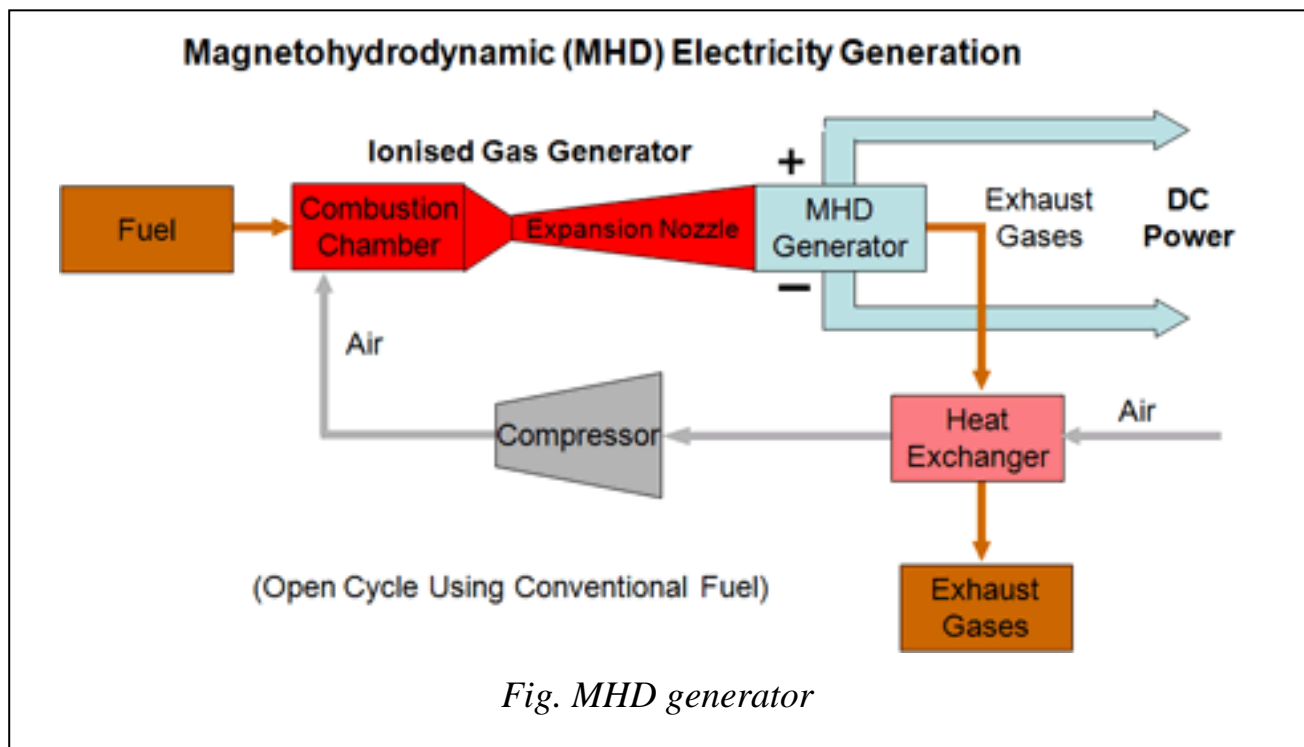 Magnetohydrodynamic (MHD) Electricity Generation
Ionised Gas Generator
+
Fuel
Combustion
Chamber
Expansion Nozzle
MHD
Generator
−
Exhaust
Gases
DC
Power
Air
Compressor
Heat
Exchanger
Air
(Open Cycle Using Conventional Fuel)
Exhaust
Gases
Fig. MHD generator